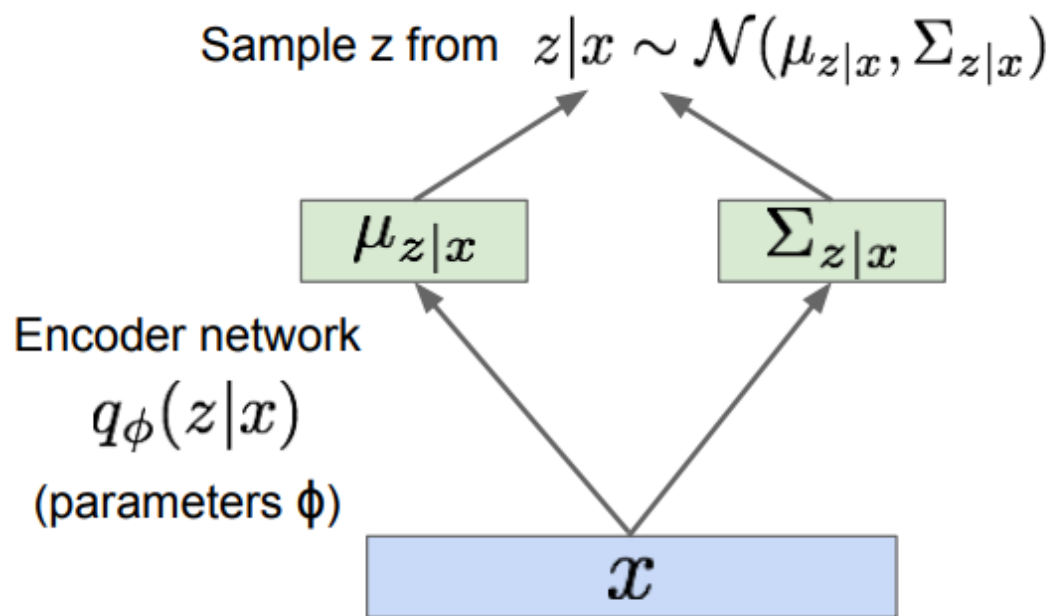 Sample z from z|x ∼ 𝒩(μ_{z|x}, Σ_{z|x})
μ_{z|x} Σ_{z|x}
Encoder network
q_ϕ(z|x)
(parameters ϕ)
x